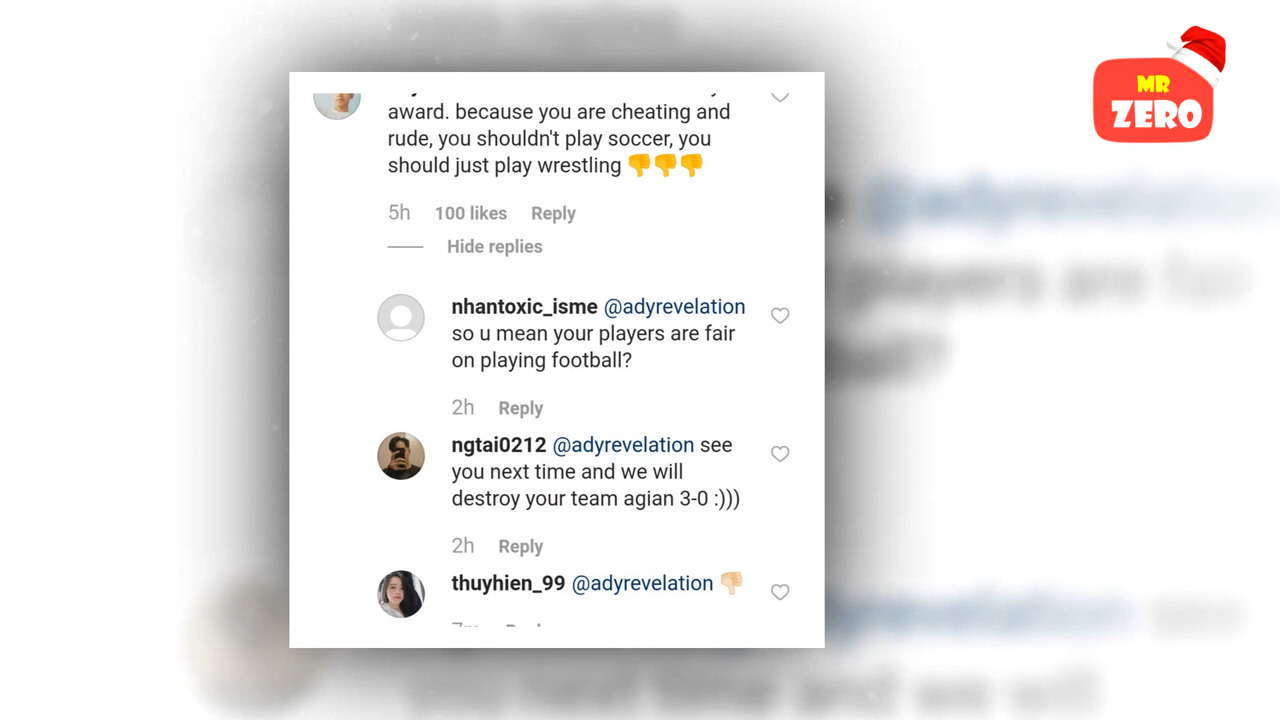 award. because you are cheating and
rude, you shouldn't play soccer, you
should just play wrestling 👎👎👎
5h 100 likes Reply
Hide replies
nhantoxic_isme @adyrevelation
so u mean your players are fair
on playing football?
2h Reply
ngtai0212 @adyrevelation see
you next time and we will
destroy your team agian 3-0 :)))
2h Reply
thuyhien_99 @adyrevelation 👎🏻
MR
ZERO